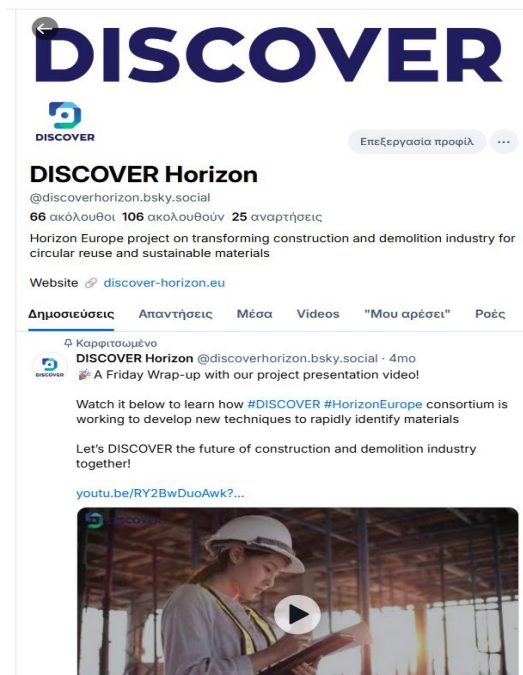 DISCOVER
DISCOVER
Επεξεργασία προφίλ
DISCOVER Horizon
@discoverhorizon.bsky.social
66 ακόλουθοι 106 ακολουθούν 25 αναρτήσεις
Horizon Europe project on transforming construction and demolition industry for
circular reuse and sustainable materials
Website 🔗 discover-horizon.eu
Δημοσιεύσεις Απαντήσεις Μέσα Videos "Μου αρέσει" Ροές
Καρφιτσωμένο
DISCOVER
DISCOVER Horizon @discoverhorizon.bsky.social · 4mo
🎉 A Friday Wrap-up with our project presentation video!
Watch it below to learn how #DISCOVER #HorizonEurope consortium is
working to develop new techniques to rapidly identify materials
Let's DISCOVER the future of construction and demolition industry
together!
youtu.be/RY2BwDuoAwk?...
DISCOVER